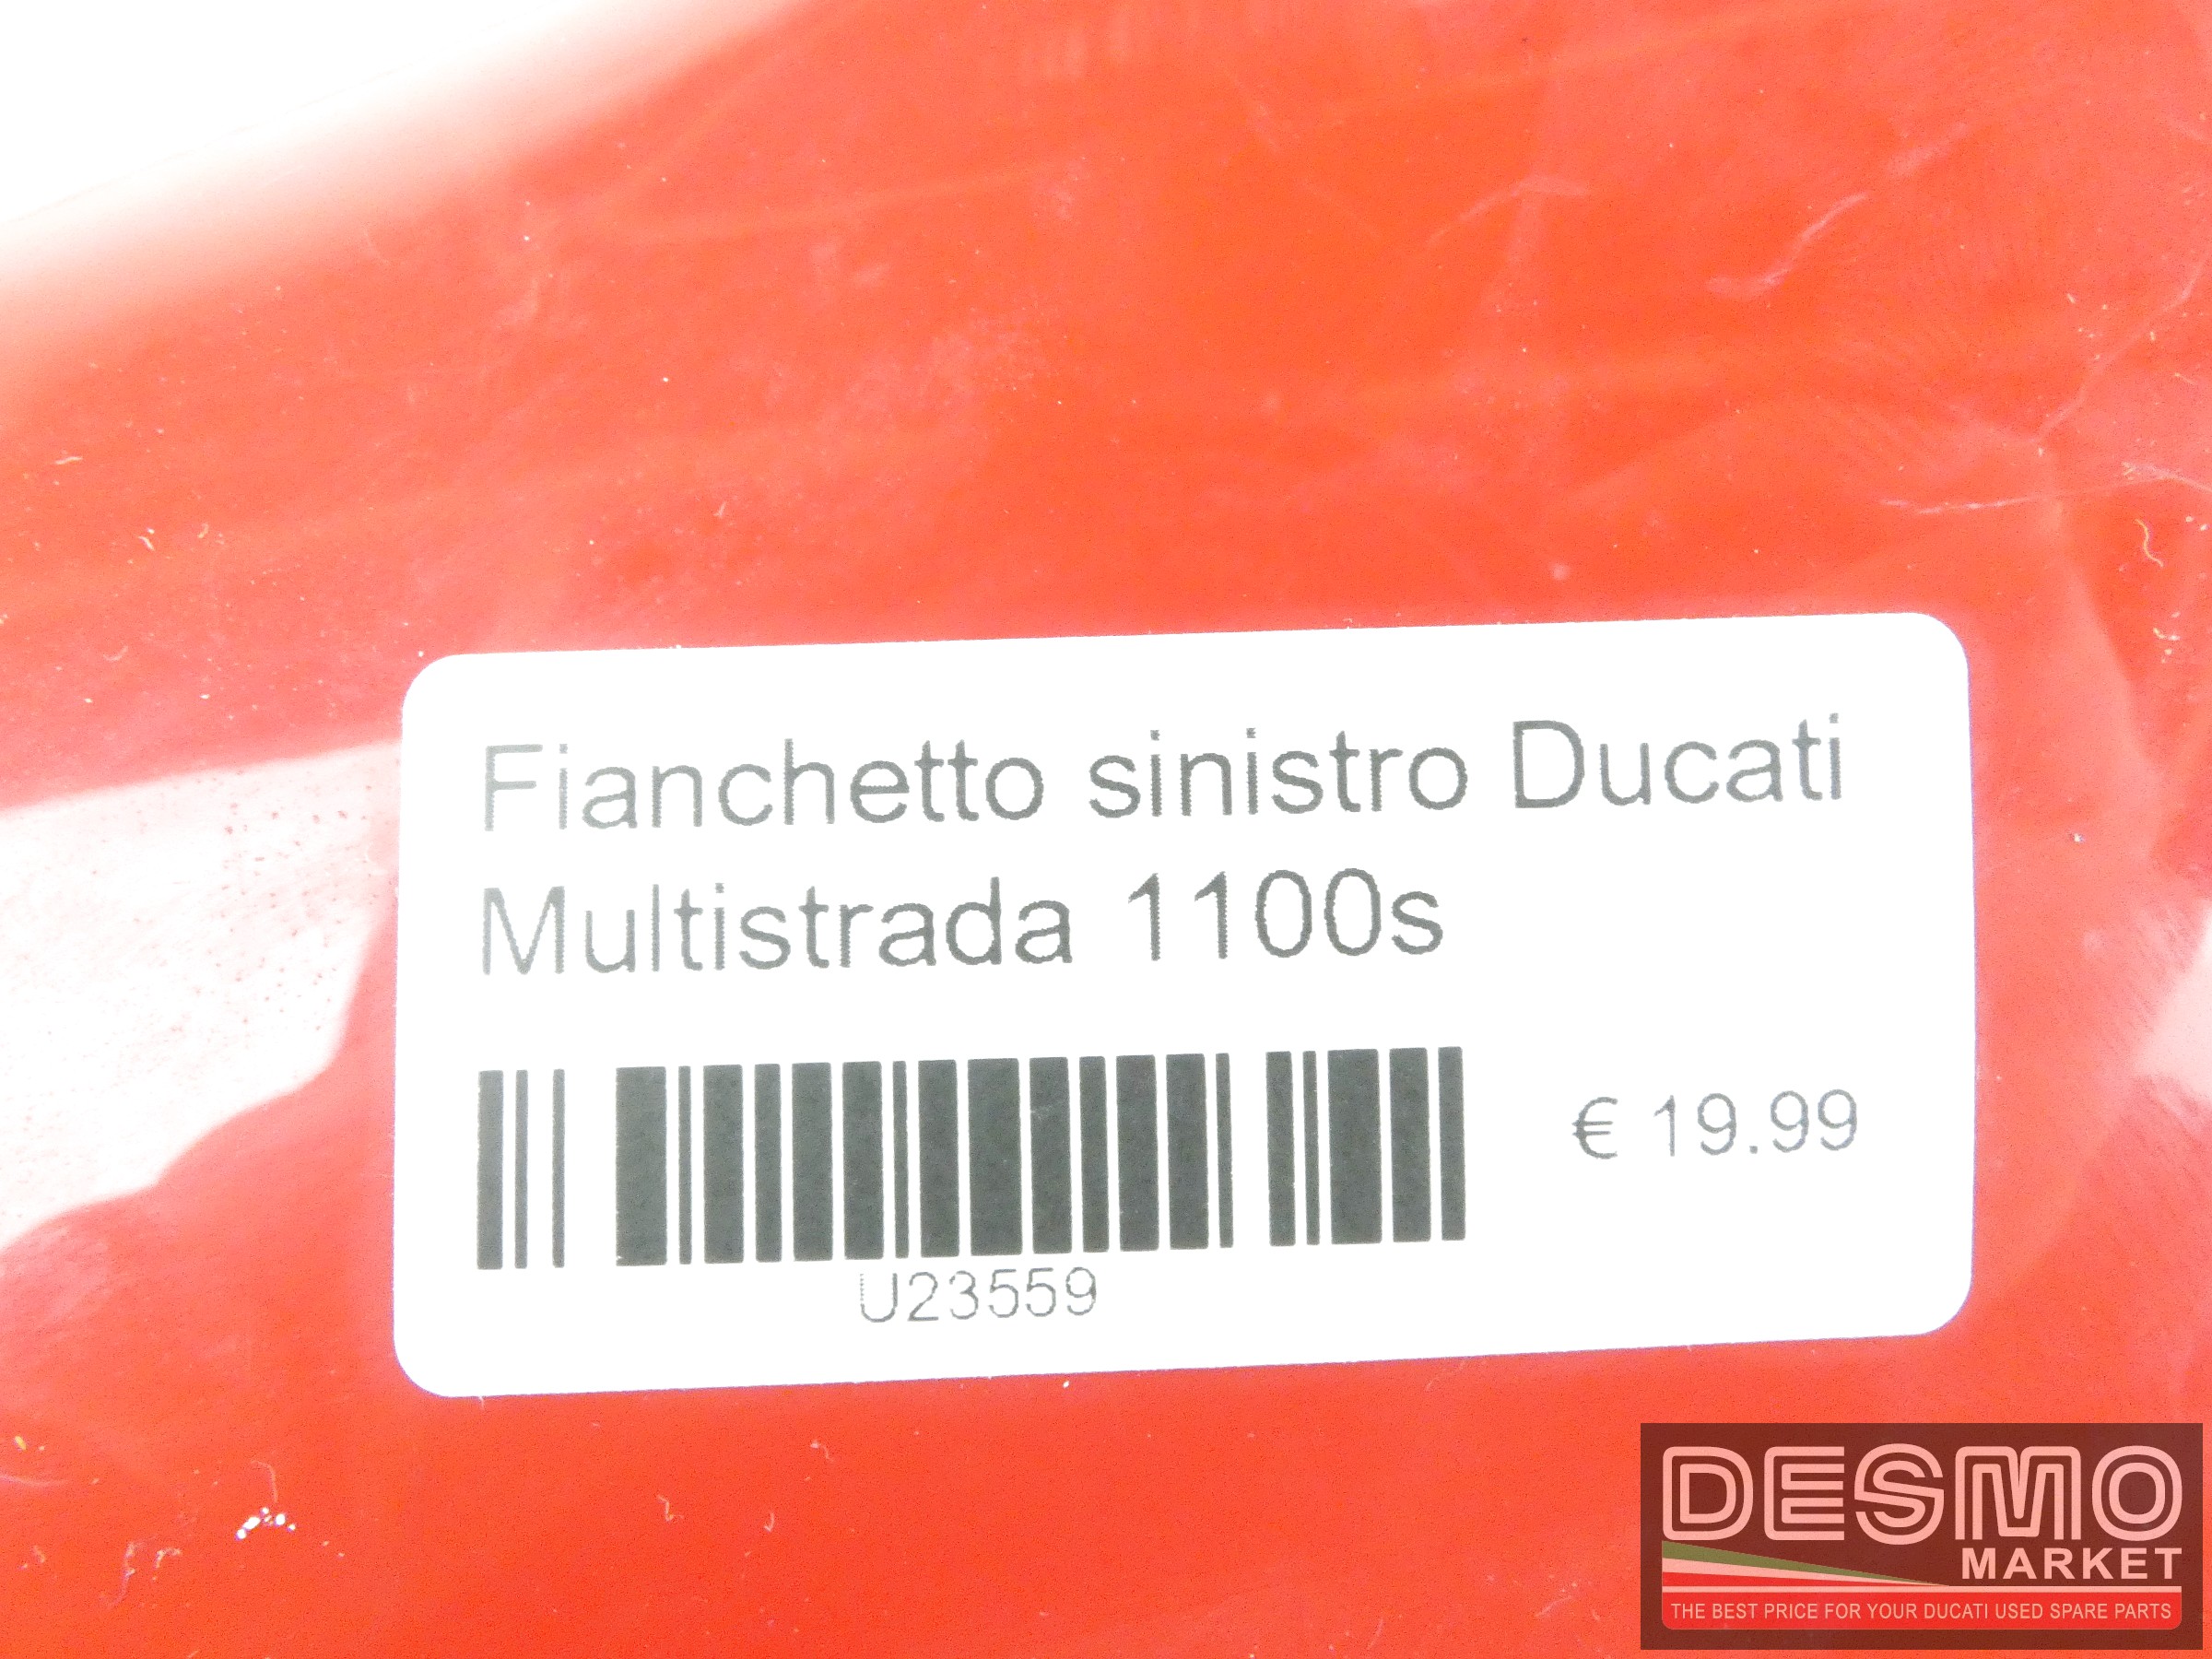 Fianchetto sinistro Ducati
Multistrada 1100s
€ 19.99
U23559
DESMO
MARKET
THE BEST PRICE FOR YOUR DUCATI USED SPARE PARTS